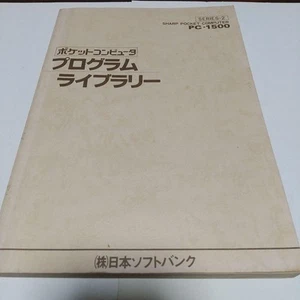 SERIES-2
SHARP POCKET COMPUTER
PC-1500
ポケットコンピュータ
プログラム
ライブラリー
(株)日本ソフトバンク